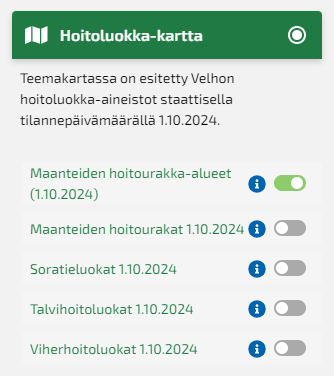 Hoitoluokka-kartta
Teemakartassa on esitetty Velhon
hoitoluokka-aineistot staattisella
tilannepäivämäärällä 1.10.2024.
Maanteiden hoitourakka-alueet
(1.10.2024)
Maanteiden hoitourakat 1.10.2024
Soratieluokat 1.10.2024
Talvihoitoluokat 1.10.2024
Viherhoitoluokat 1.10.2024